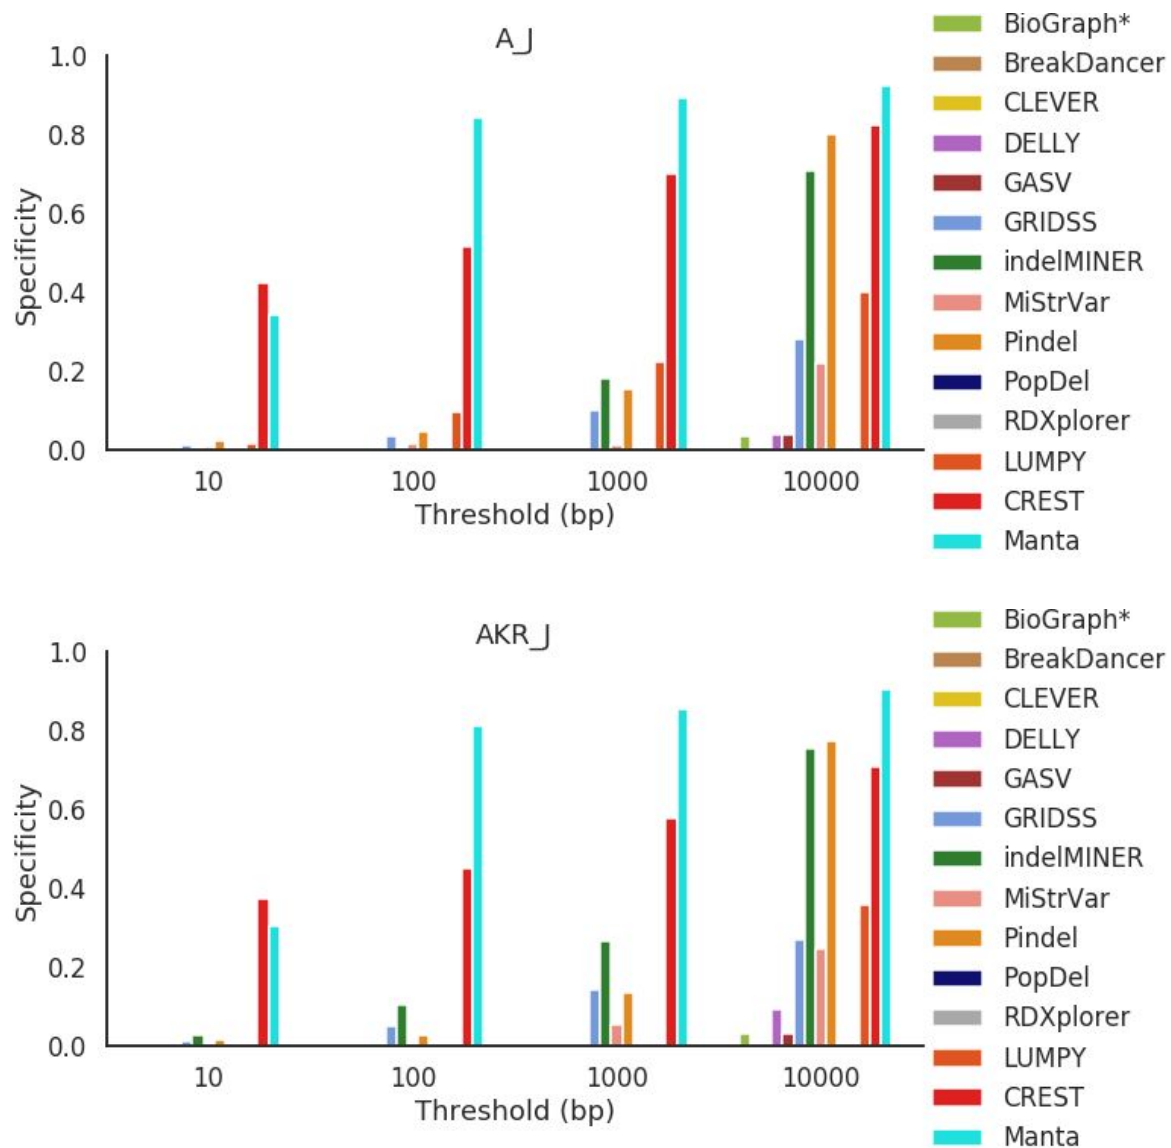 A_J
1.0
0.8
0.6
0.4
0.2
0.0
Specificity
10
100
1000
10000
Threshold (bp)
BioGraph*
BreakDancer
CLEVER
DELLY
GASV
GRIDSS
indelMINER
MiStrVar
Pindel
PopDel
RDXplorer
LUMPY
CREST
Manta
AKR_J
1.0
0.8
0.6
0.4
0.2
0.0
Specificity
10
100
1000
10000
Threshold (bp)
BioGraph*
BreakDancer
CLEVER
DELLY
GASV
GRIDSS
indelMINER
MiStrVar
Pindel
PopDel
RDXplorer
LUMPY
CREST
Manta